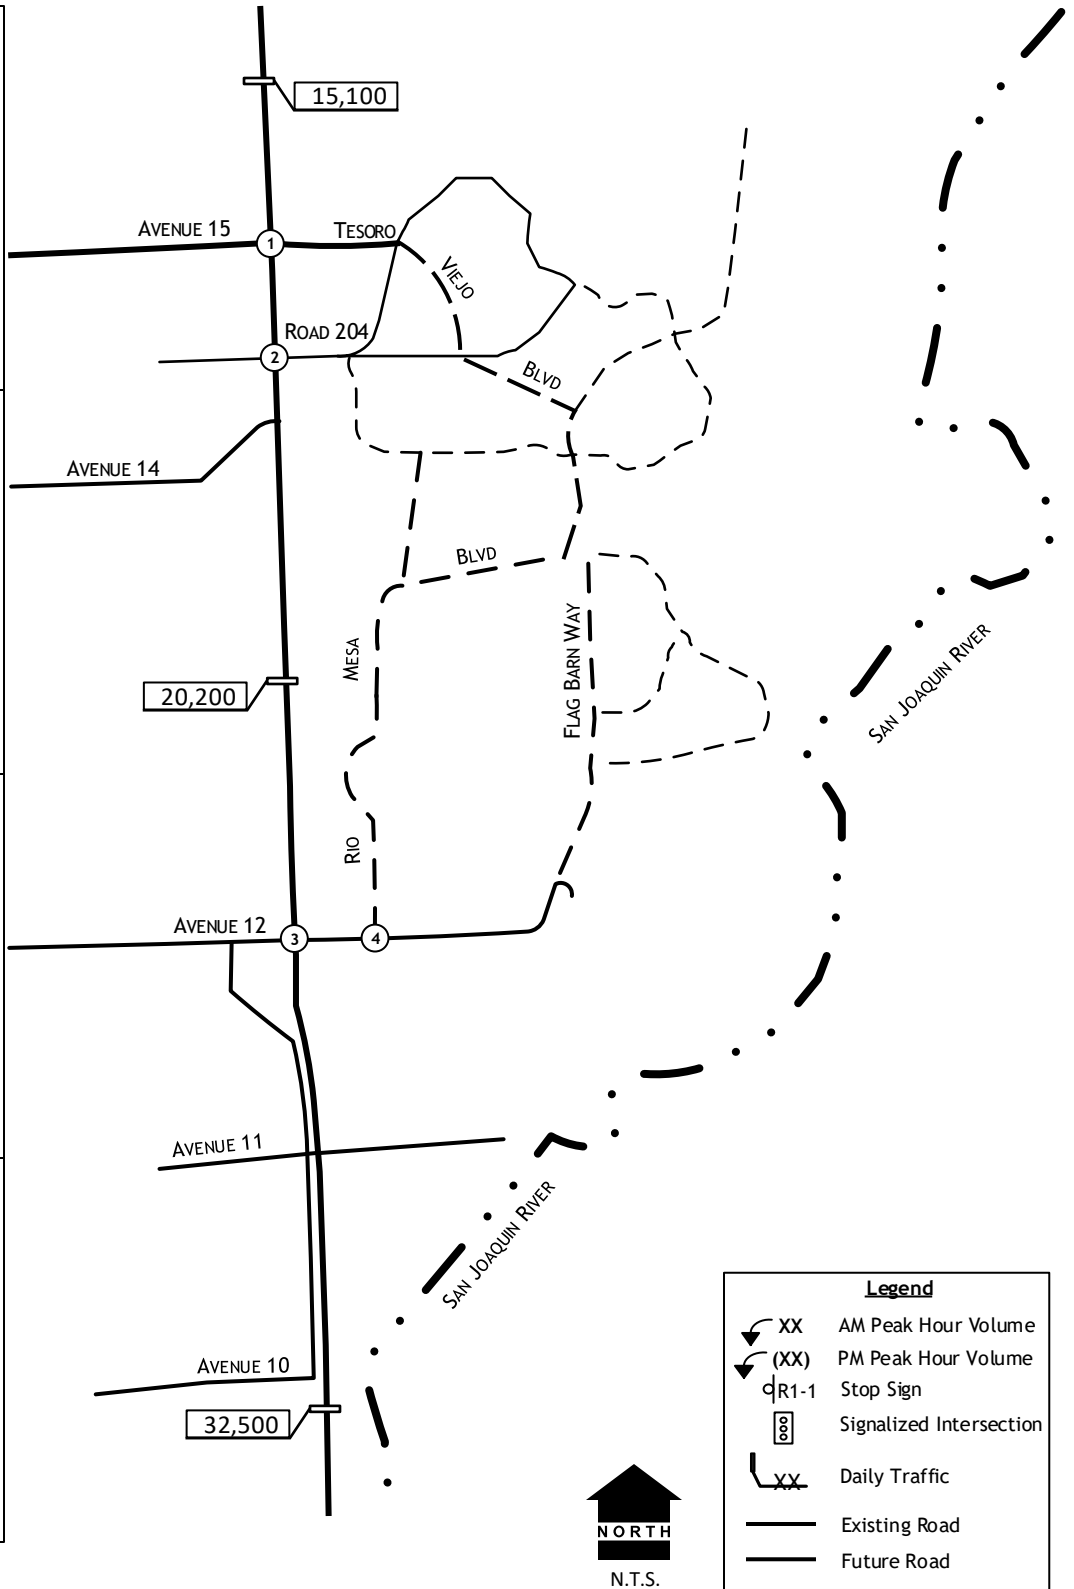 15,100
AVENUE 15
1
TESORO
VIEJO
ROAD 204
2
BLVD
AVENUE 14
BLVD
MESA
FLAG BARN WAY
20,200
SAN JOAQUIN RIVER
RIO
AVENUE 12
3
4
AVENUE 11
SAN JOAQUIN RIVER
AVENUE 10
32,500
NORTH
N.T.S.
Legend
XX AM Peak Hour Volume
(XX) PM Peak Hour Volume
R1-1 Stop Sign
Signalized Intersection
XX Daily Traffic
Existing Road
Future Road